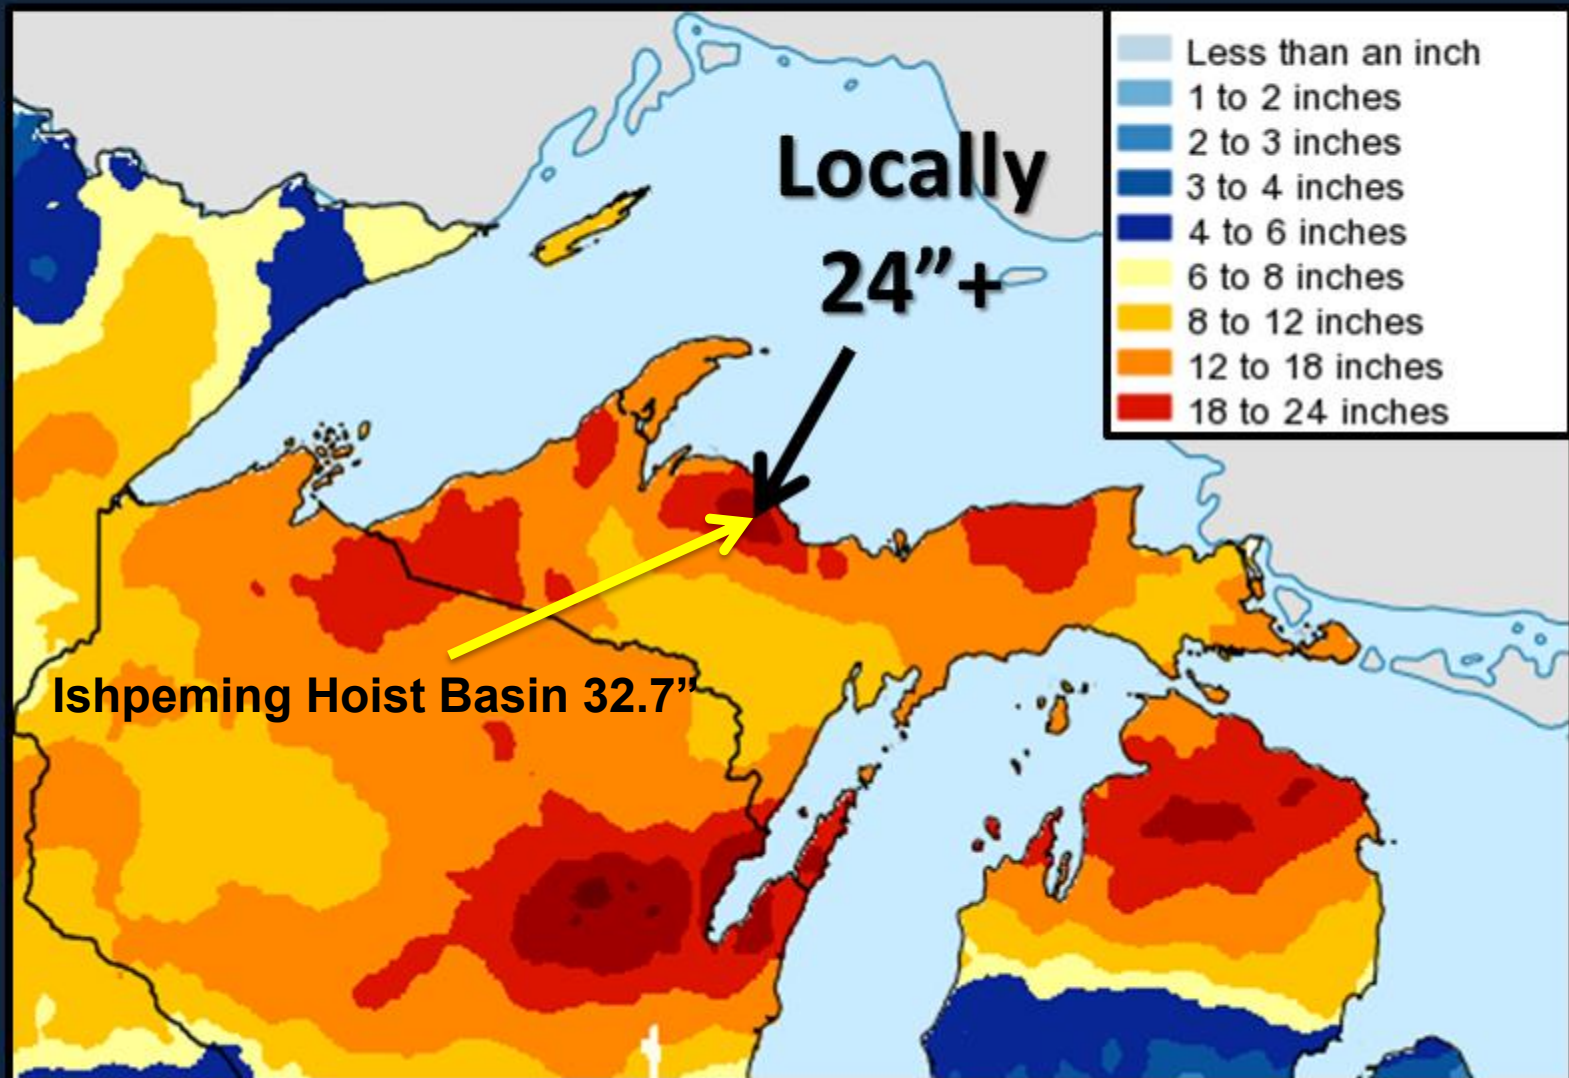 Less than an inch
1 to 2 inches
2 to 3 inches
3 to 4 inches
4 to 6 inches
6 to 8 inches
8 to 12 inches
12 to 18 inches
18 to 24 inches
Locally
24”+
Ishpeming Hoist Basin 32.7”